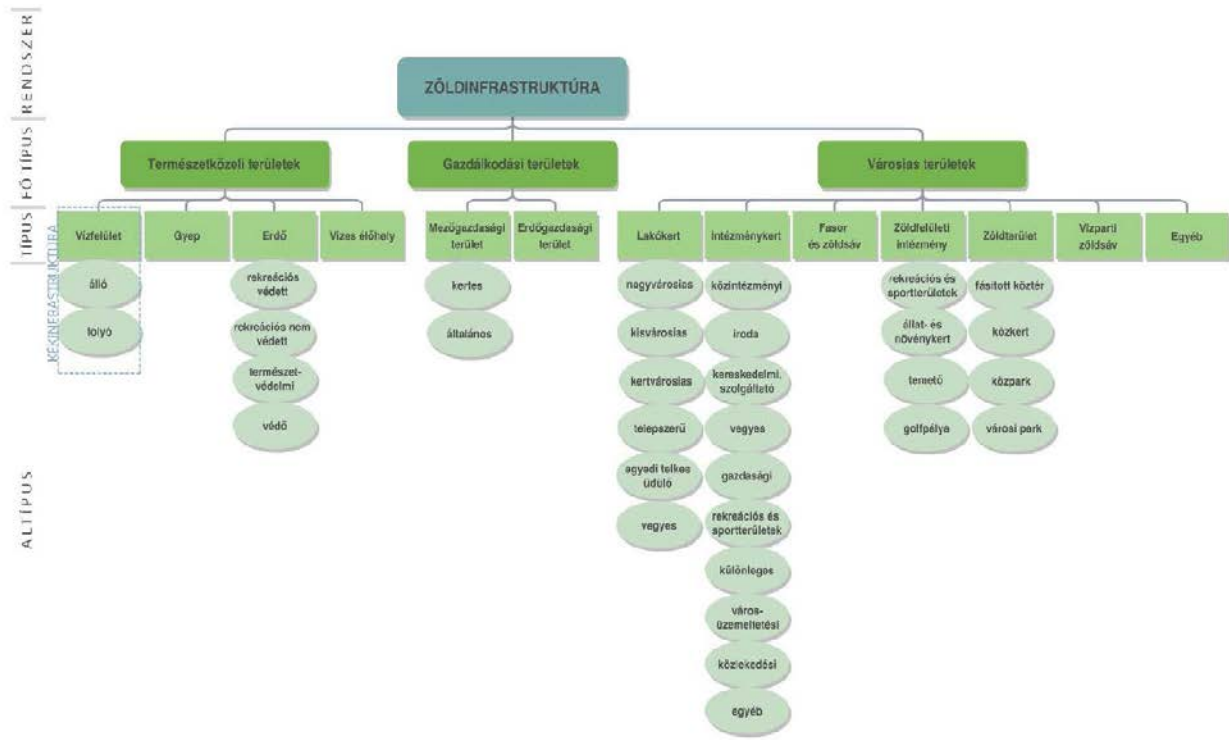 RENDSZER
ZÖLDINFRASTRUKTÚRA
FŐ TÍPUS
Természetközeli területek
Gazdálkodási területek
Városias területek
TÍPUS
Vízfelület
Gyep
Erdő
Vizes élőhely
Mezőgazdasági
terület
Erdőgazdasági
terület
Lakókert
Intézménykert
Fasor
és zöldsáv
Zöldfelületi
intézmény
Zöldterület
Vízparti
zöldsáv
Egyéb
KÉKINFRASTRUKTÚRA
ALTÍPUS
álló
folyó
rekreációs
védett
rekreációs nem
védett
természet-
védelmi
védő
kertes
általános
nagyvárosias
kisvárosias
kertvárosias
telepszerű
egyedi telkes
üdülő
vegyes
közintézményi
iroda
kereskedelmi,
szolgáltató
vegyes
gazdasági
rekreációs és
sportterületek
különleges
város-
üzemeltetési
közlekedési
egyéb
rekreációs és
sportterületek
állat- és
növénykert
temető
golfpálya
fásított köztér
közkert
közpark
városi park